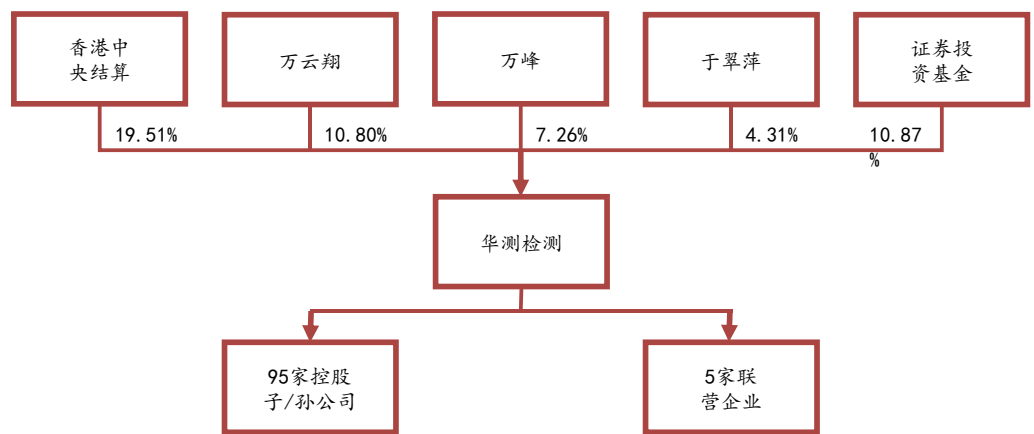 香港中
央结算
万云翔
万峰
于翠萍
证券投
资基金
19.51%
10.80%
7.26%
4.31%
10.87
%
华测检测
95家控股
子/孙公司
5家联
营企业